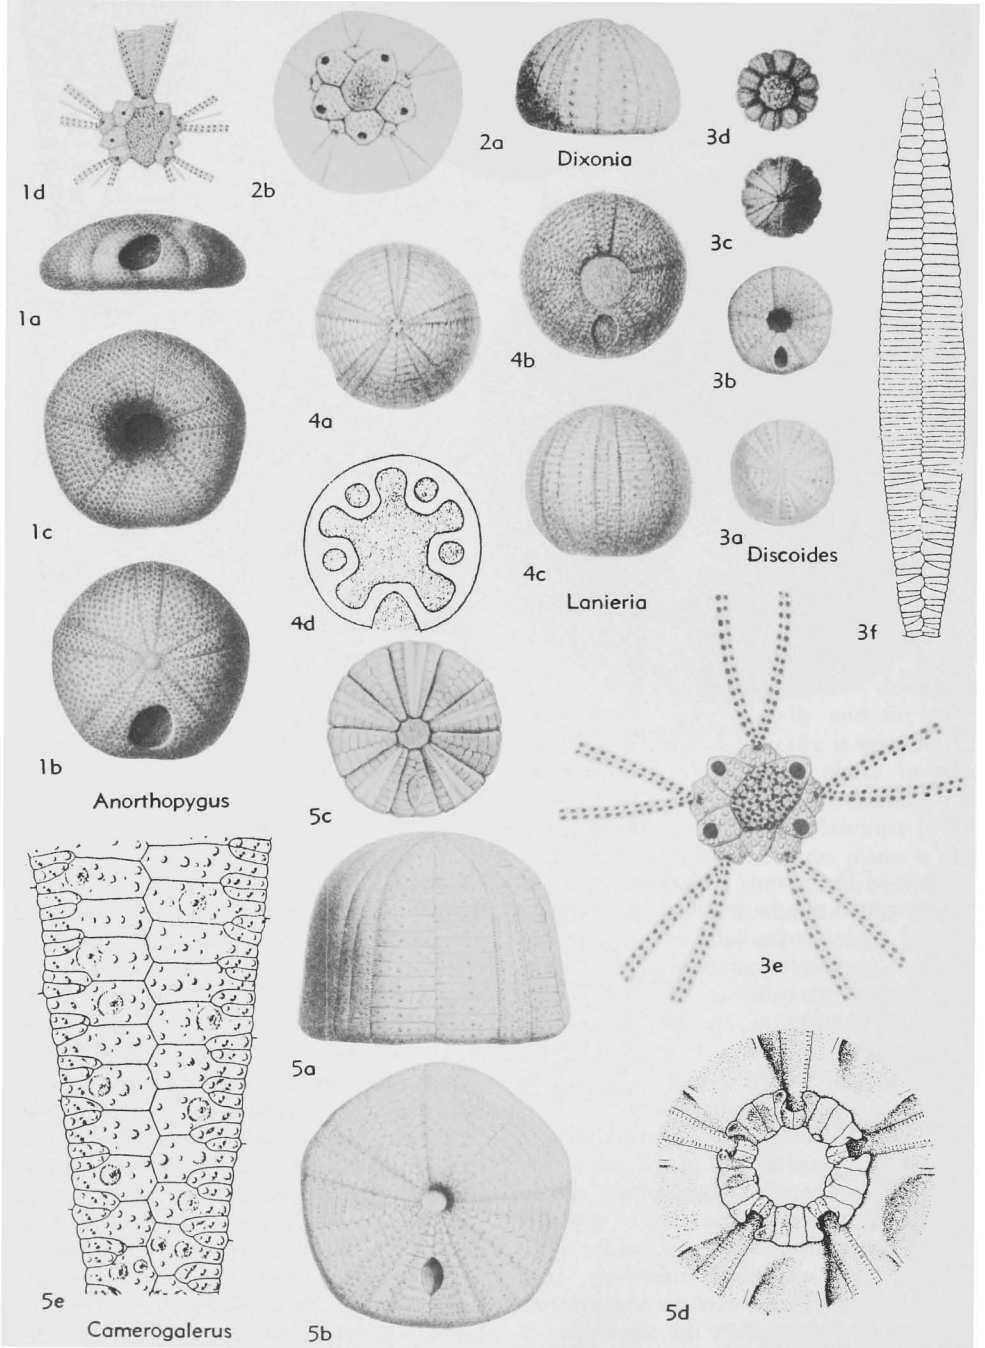 1d
2b
2a
Dixonia
3d
3c
1a
4b
3b
4a
1c
3a
Discoides
4c
4d
Lanieria
3f
1b
Anorthopygus
5c
3e
5a
5e
Camerogalerus
5b
5d